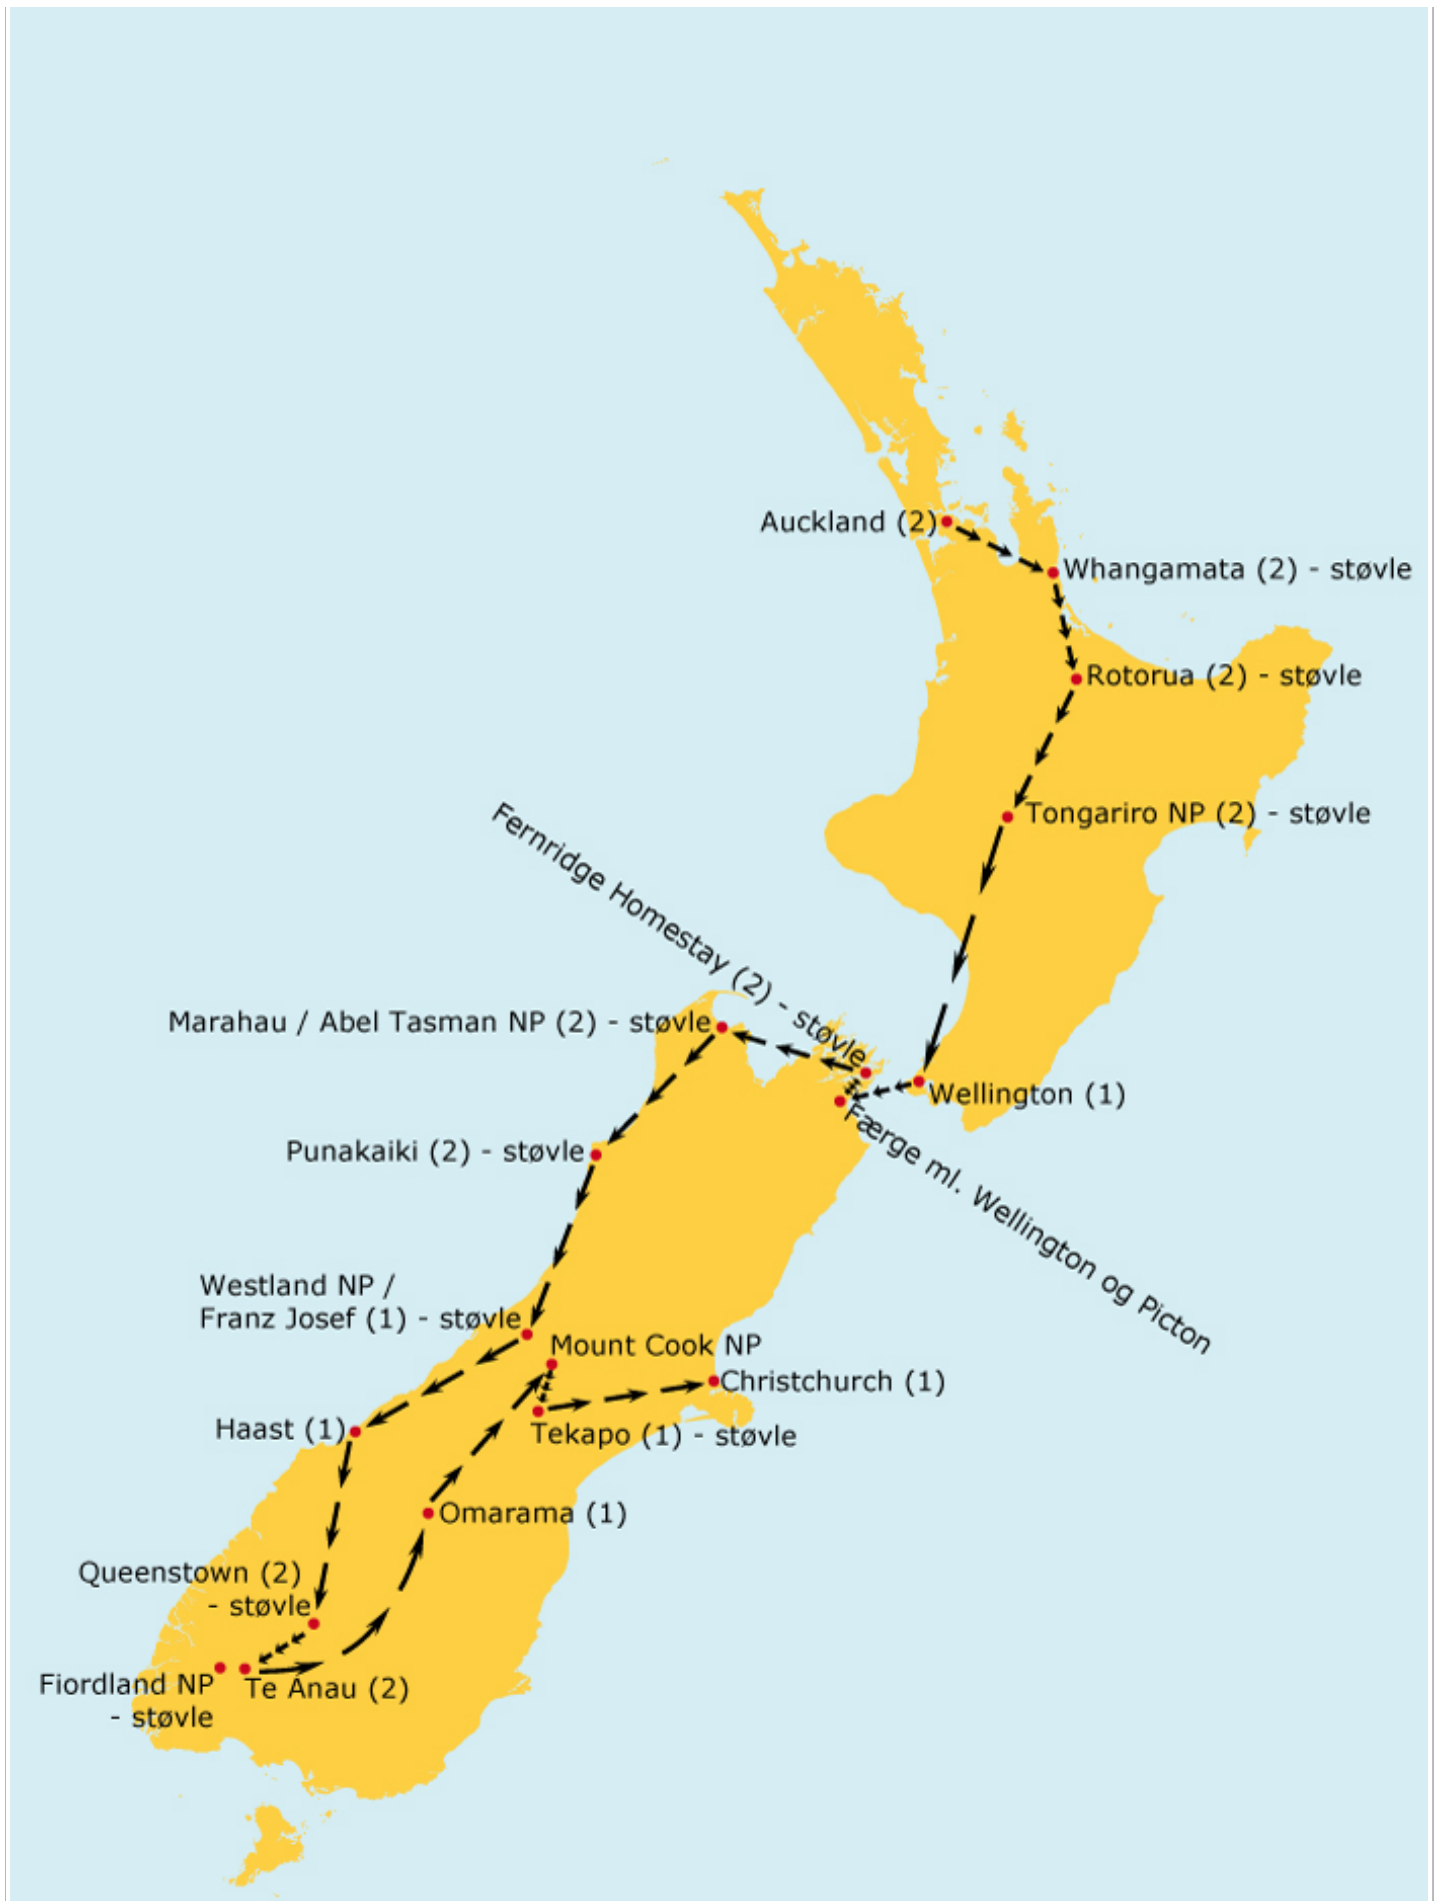 Auckland (2)
Whangamata (2) - støvle
Rotorua (2) - støvle
Tongariro NP (2) - støvle
Fernridge Homestay (2) - støvle
Marahau / Abel Tasman NP (2) - støvle
Wellington (1)
Færge ml. Wellington og Picton
Punakaiki (2) - støvle
Westland NP /
Franz Josef (1) - støvle
Mount Cook NP
Christchurch (1)
Haast (1)
Tekapo (1) - støvle
Omarama (1)
Queenstown (2)
- støvle
Fiordland NP
- støvle
Te Anau (2)